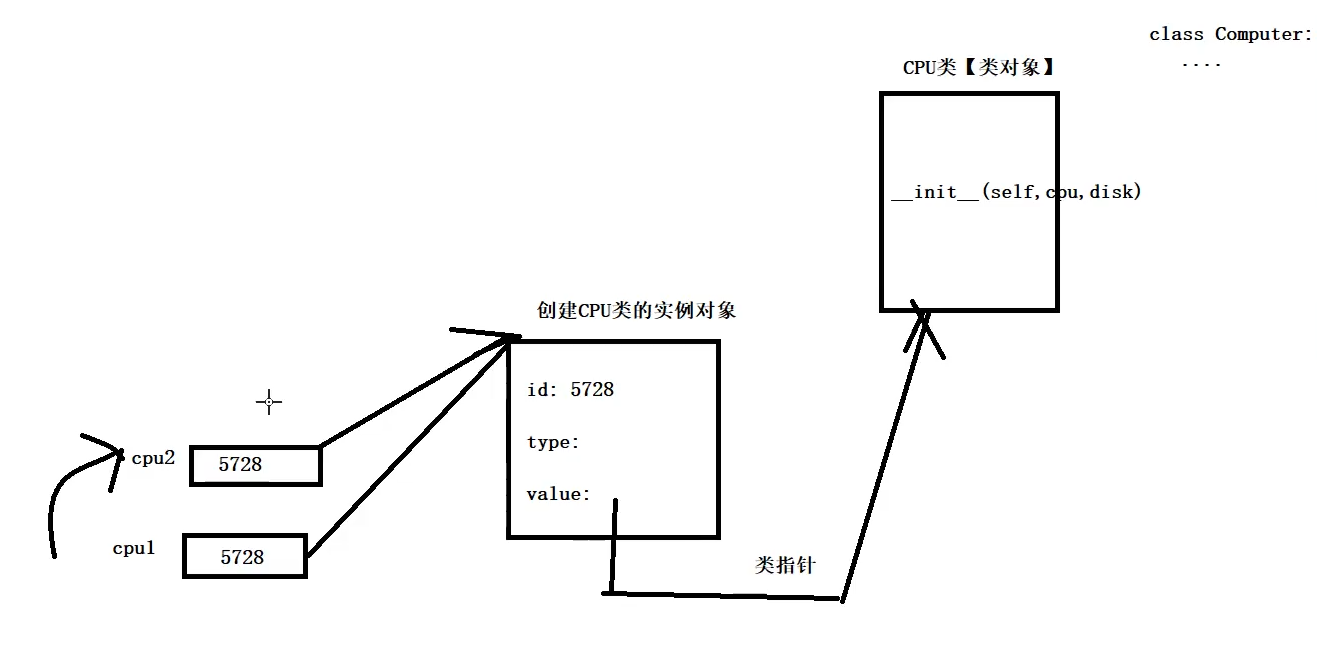 class Computer:
....
CPU类【类对象】
__init__(self,cpu,disk)
创建CPU类的实例对象
id: 5728
type:
value:
cpu2
5728
cpu1
5728
类指针